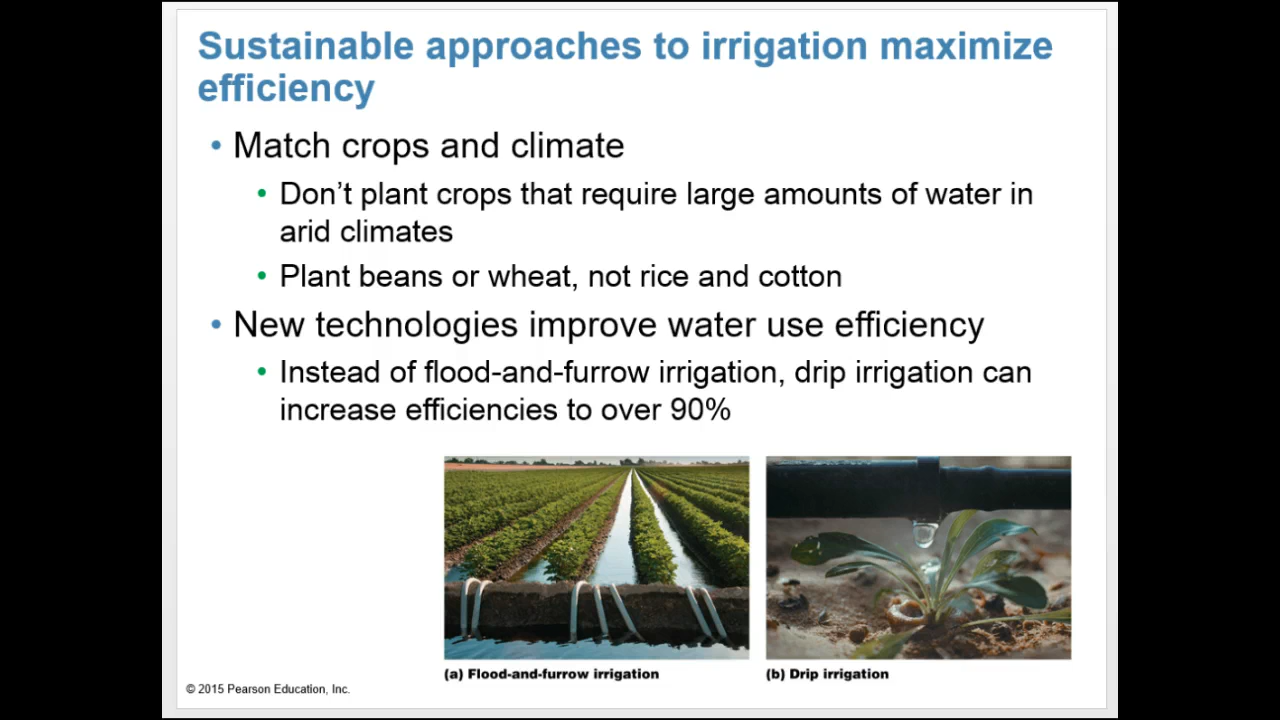 Sustainable approaches to irrigation maximize
efficiency
• Match crops and climate
• Don’t plant crops that require large amounts of water in
arid climates
• Plant beans or wheat, not rice and cotton
• New technologies improve water use efficiency
• Instead of flood-and-furrow irrigation, drip irrigation can
increase efficiencies to over 90%
(a) Flood-and-furrow irrigation
(b) Drip irrigation
© 2015 Pearson Education, Inc.